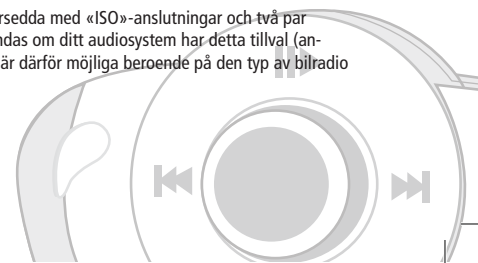 rsedda med «ISO»-anslutningar och två par
ndas om ditt audiosystem har detta tillval (an-
är därför möjliga beroende på den typ av bilradio